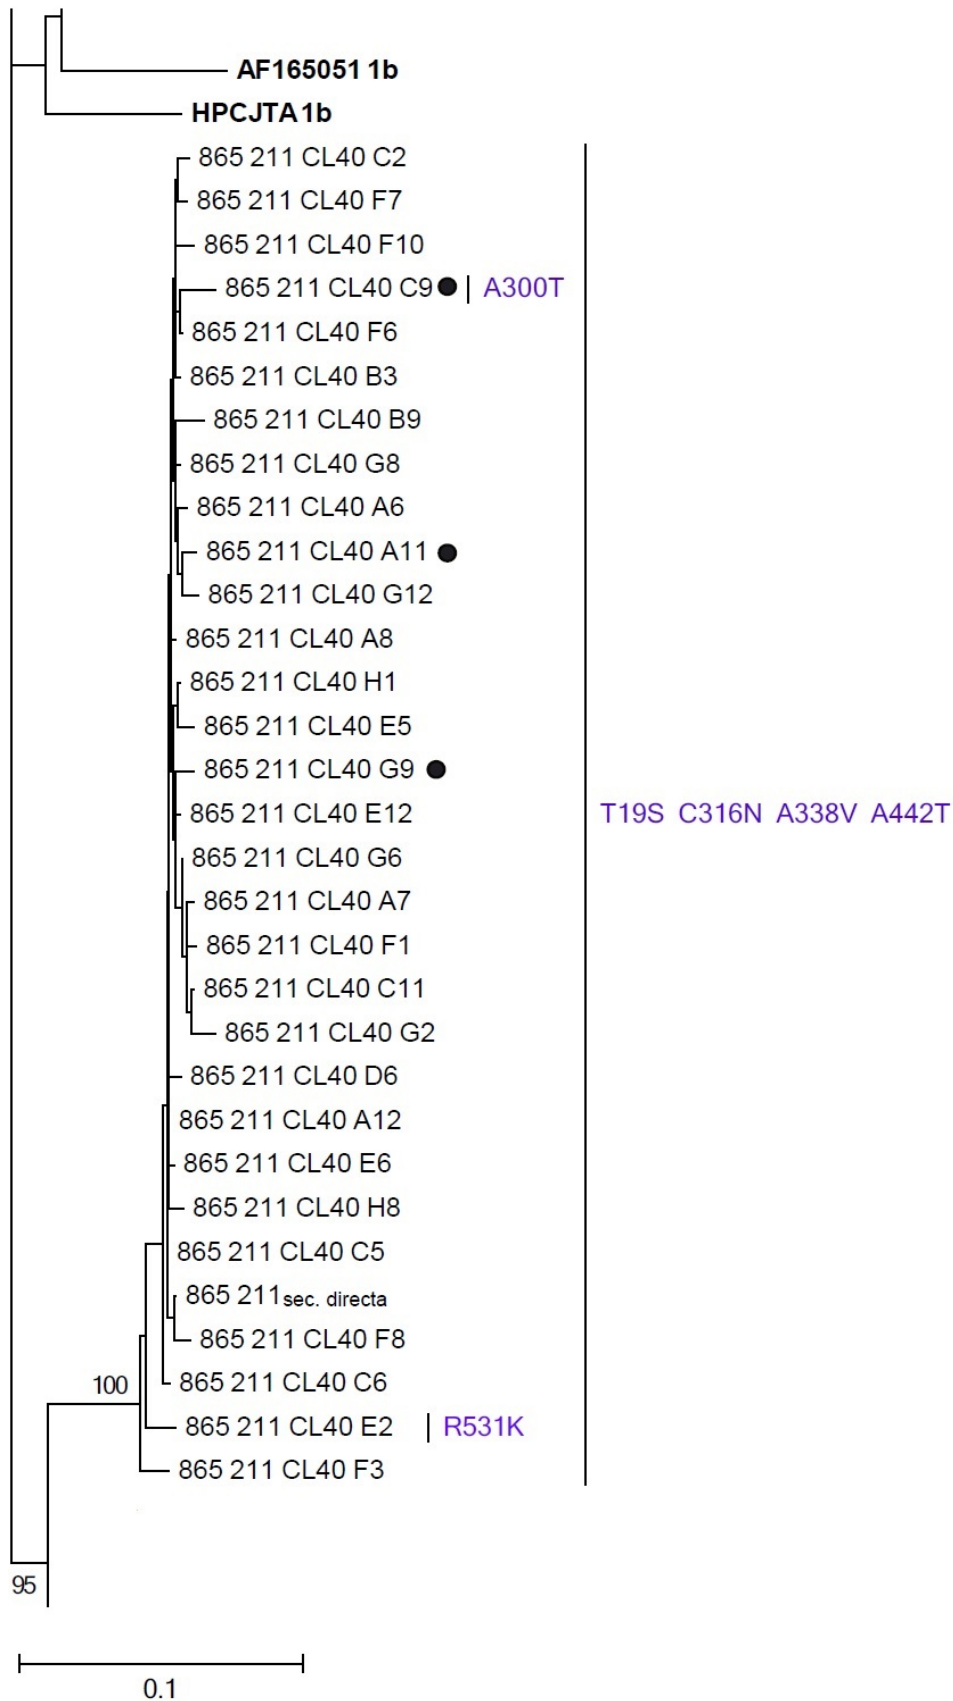 AF165051 1b
HPCJTA 1b
865 211 CL40 C2
865 211 CL40 F7
865 211 CL40 F10
865 211 CL40 C9 A300T
865 211 CL40 F6
865 211 CL40 B3
865 211 CL40 B9
865 211 CL40 G8
865 211 CL40 A6
865 211 CL40 A11
865 211 CL40 G12
865 211 CL40 A8
865 211 CL40 H1
865 211 CL40 E5
865 211 CL40 G9
865 211 CL40 E12 T19S C316N A338V A442T
865 211 CL40 G6
865 211 CL40 A7
865 211 CL40 F1
865 211 CL40 C11
865 211 CL40 G2
865 211 CL40 D6
865 211 CL40 A12
865 211 CL40 E6
865 211 CL40 H8
865 211 CL40 C5
865 211 sec. directa
865 211 CL40 F8
100 865 211 CL40 C6
865 211 CL40 E2 R531K
865 211 CL40 F3
95
0.1